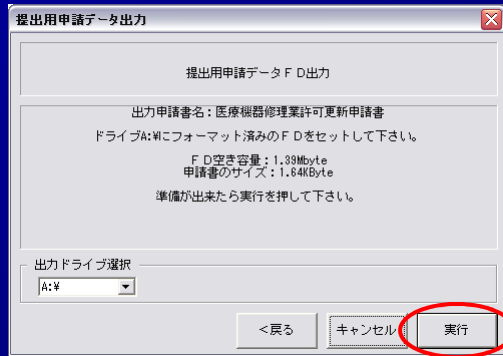 提出用申請データ出力
提出用申請データＦＤ出力
出力申請書名：医療機器修理業許可更新申請書
ドライブA:¥にフォーマット済みのＦＤをセットして下さい。
ＦＤ空き容量：1.39Mbyte
申請書のサイズ：1.64KByte
準備が出来たら実行を押して下さい。
出力ドライブ選択
A:¥
<戻る
キャンセル
実行